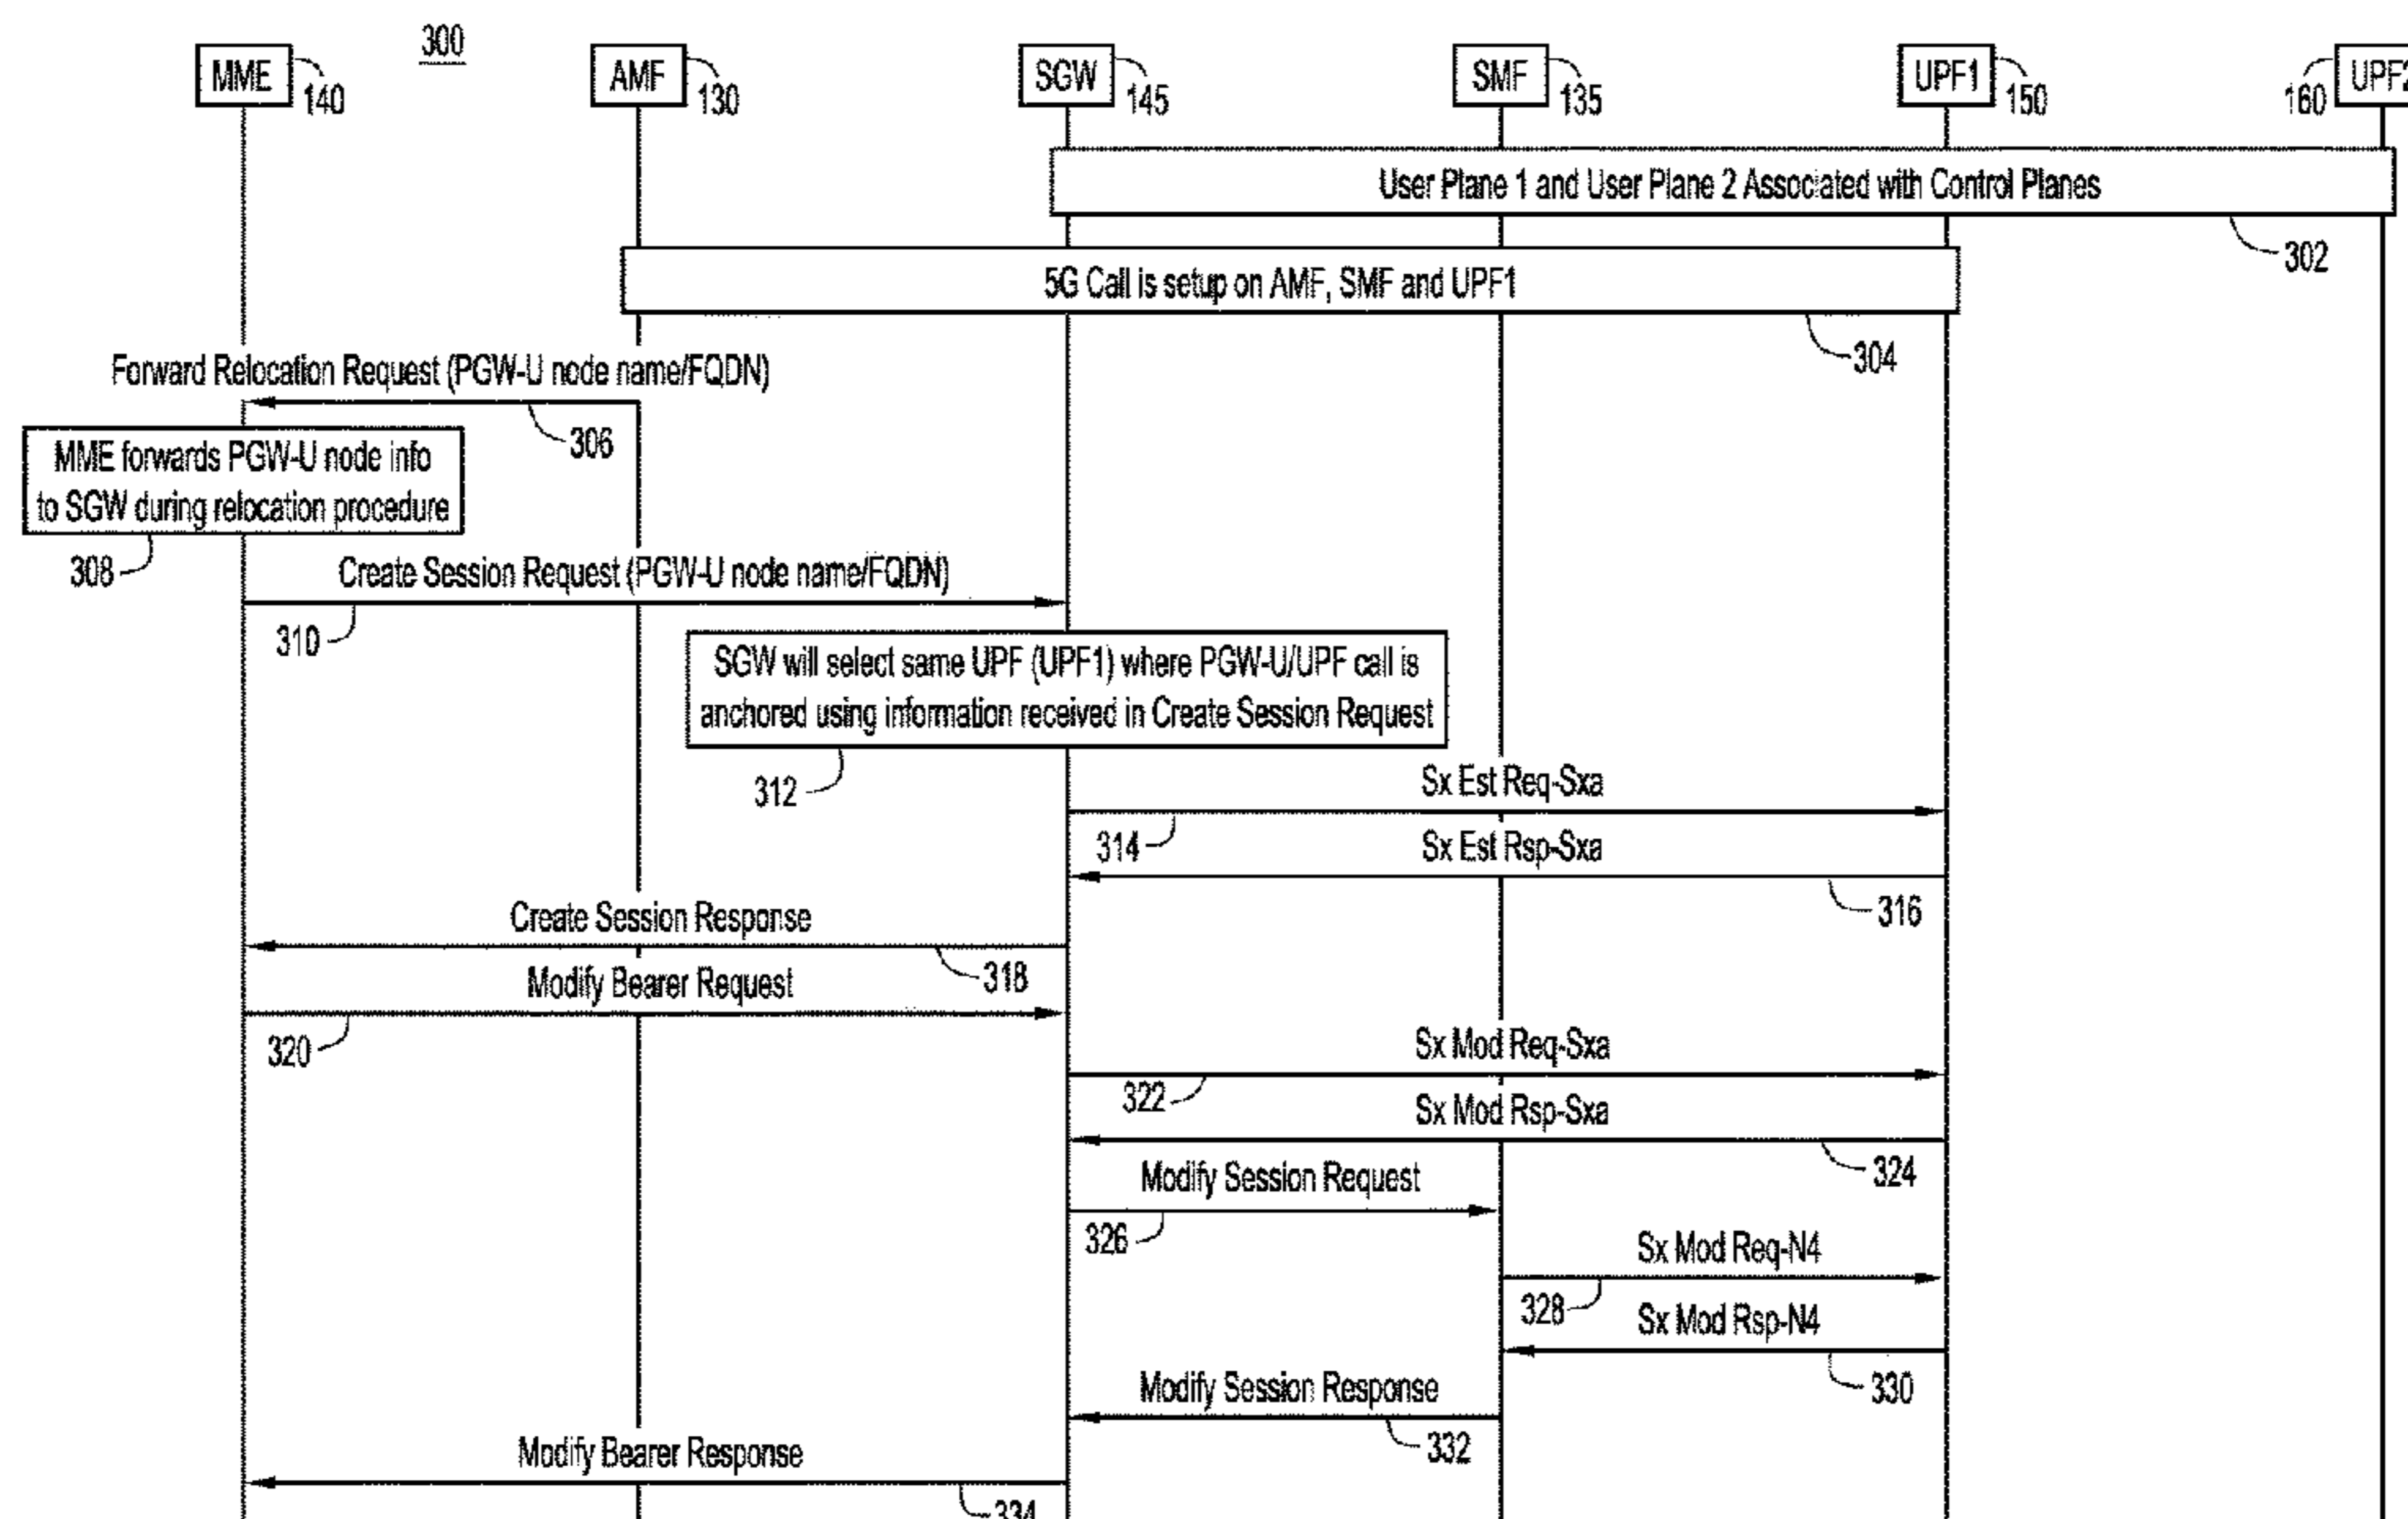 300
MME
140
AMF
130
SGW
145
SMF
135
UPF1
150
160
UPF2
User Plane 1 and User Plane 2 Associated with Control Planes
302
5G Call is setup on AMF, SMF and UPF1
304
Forward Relocation Request (PGW-U node name/FQDN)
306
MME forwards PGW-U node info
to SGW during relocation procedure
308
Create Session Request (PGW-U node name/FQDN)
310
SGW will select same UPF (UPF1) where PGW-U/UPF call is
anchored using information received in Create Session Request
312
Sx Est Req-Sxa
314
Sx Est Rsp-Sxa
316
Create Session Response
318
Modify Bearer Request
320
Sx Mod Req-Sxa
322
Sx Mod Rsp-Sxa
324
Modify Session Request
326
Sx Mod Req-N4
328
Sx Mod Rsp-N4
330
Modify Session Response
332
Modify Bearer Response
334